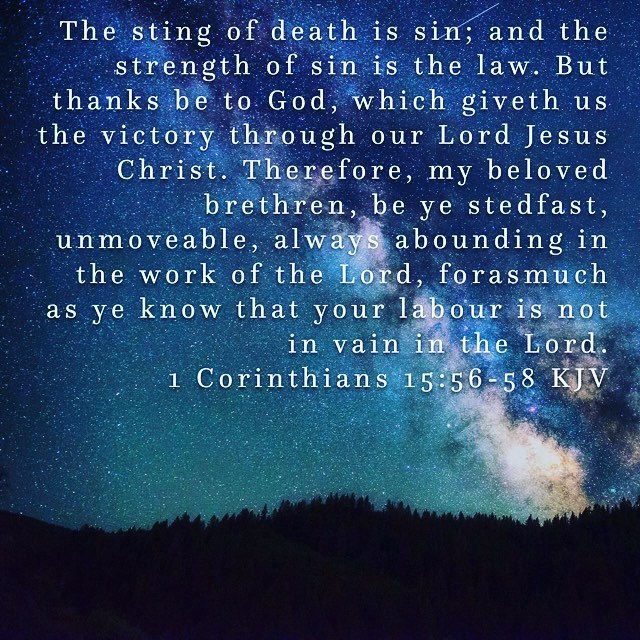 The sting of death is sin; and the
strength of sin is the law. But
thanks be to God, which giveth us
the victory through our Lord Jesus
Christ. Therefore, my beloved
brethren, be ye stedfast,
unmoveable, always abounding in
the work of the Lord, forasmuch
as ye know that your labour is not
in vain in the Lord.
1 Corinthians 15:56-58 KJV